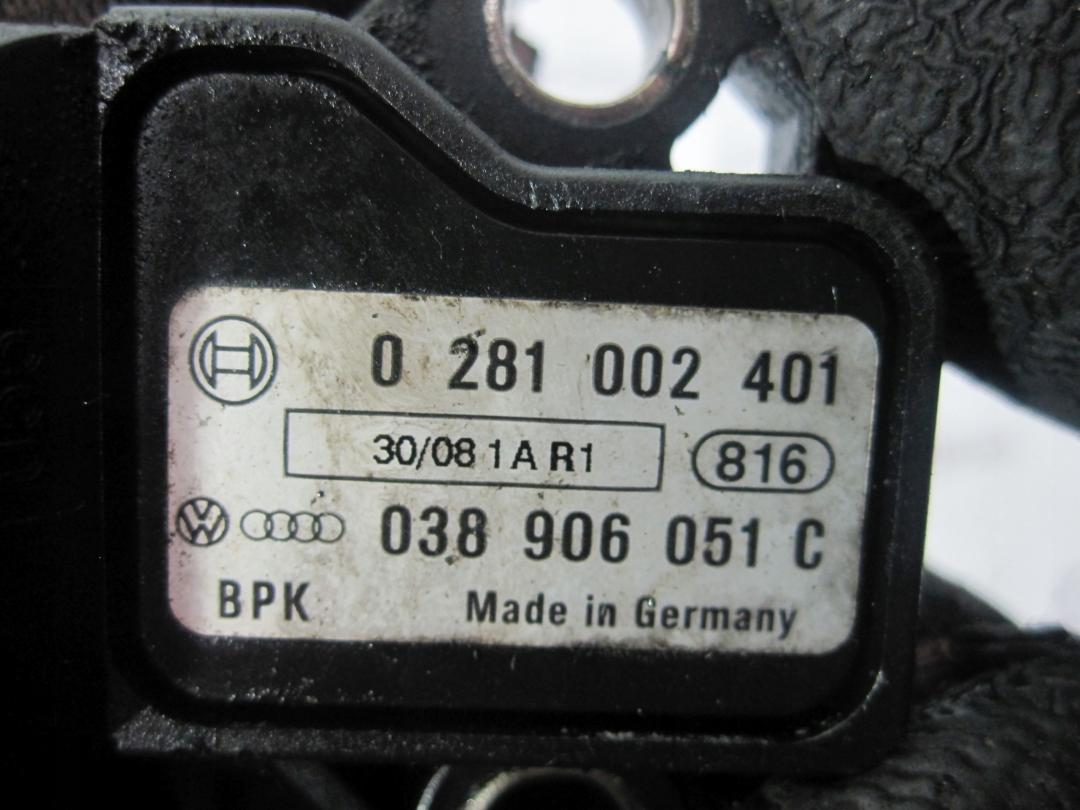 0 281 002 401
30/08 1A R1 816
038 906 051 C
BPK Made in Germany